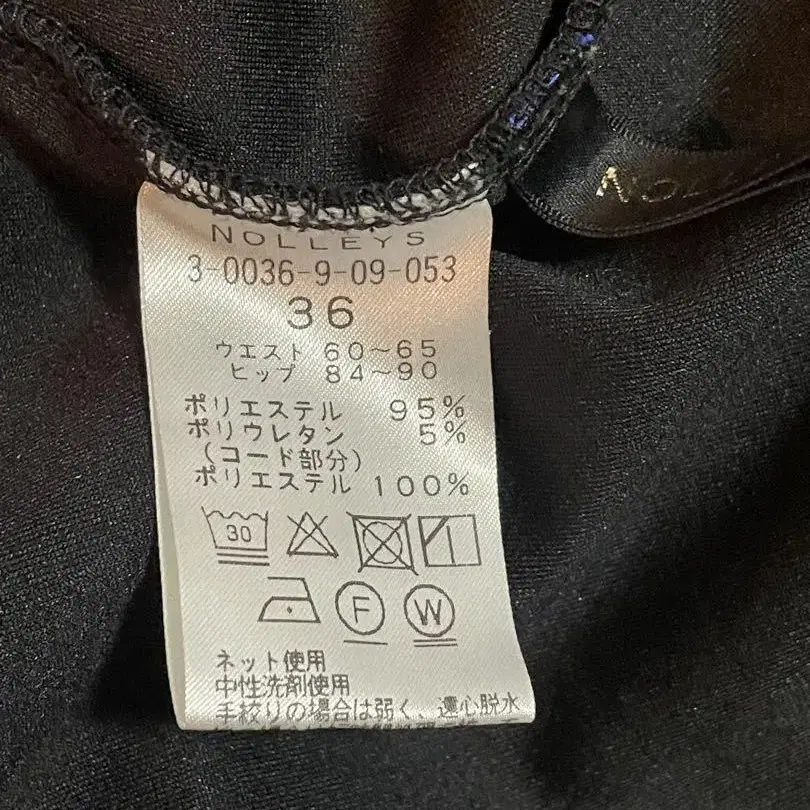 NOLLEYS
3-0036-9-09-053
36
ウエスト 60~65
ヒップ 84~90
ポリエステル 95%
ポリウレタン 5%
(コード部分)
ポリエステル 100%
30
F W
ネット使用
中性洗剤使用
手絞りの場合は弱く、遠心脱水
NOLL